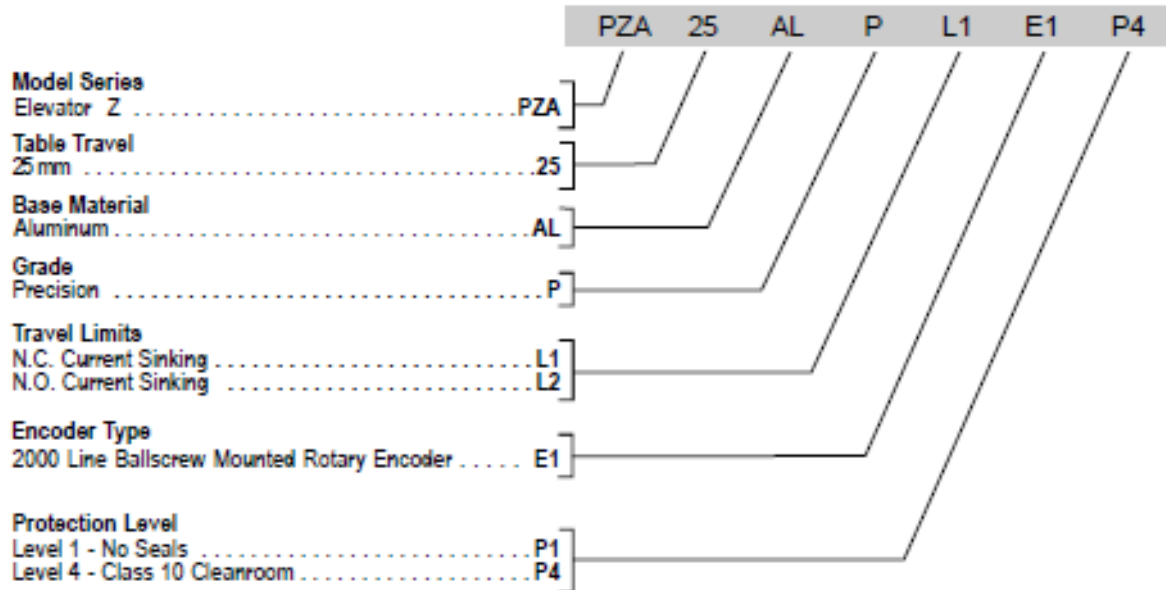 PZA 25 AL P L1 E1 P4
Model Series
Elevator Z ................................ PZA
Table Travel
25 mm .................................... 25
Base Material
Aluminum ................................. AL
Grade
Precision .................................. P
Travel Limits
N.C. Current Sinking ......................... L1
N.O. Current Sinking ........................ L2
Encoder Type
2000 Line Ballscrew Mounted Rotary Encoder ..... E1
Protection Level
Level 1 - No Seals ........................... P1
Level 4 - Class 10 Cleanroom .................. P4